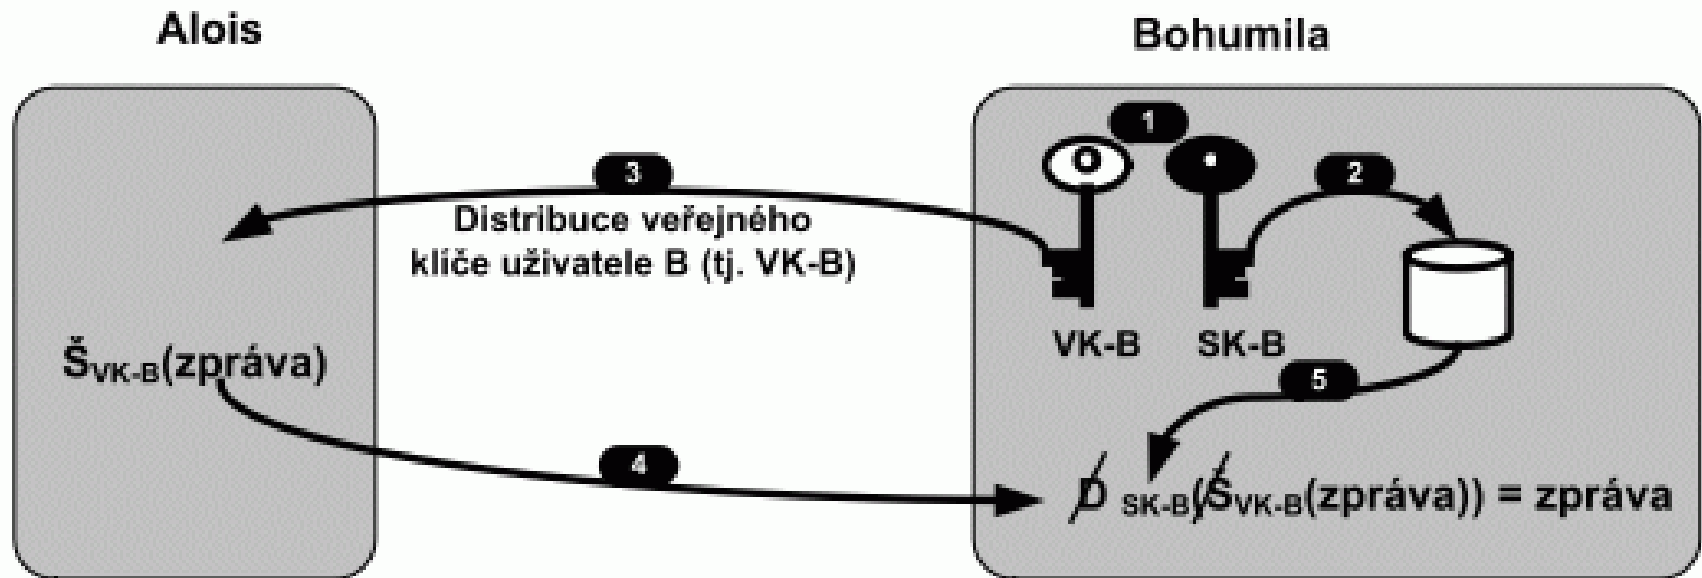 Alois
Bohumila
1
2
3
Distribuce veřejného
klíče uživatele B (tj. VK-B)
VK-B
SK-B
ŠVK-B(zpráva)
5
4
D SK-B(ŠVK-B(zpráva)) = zpráva